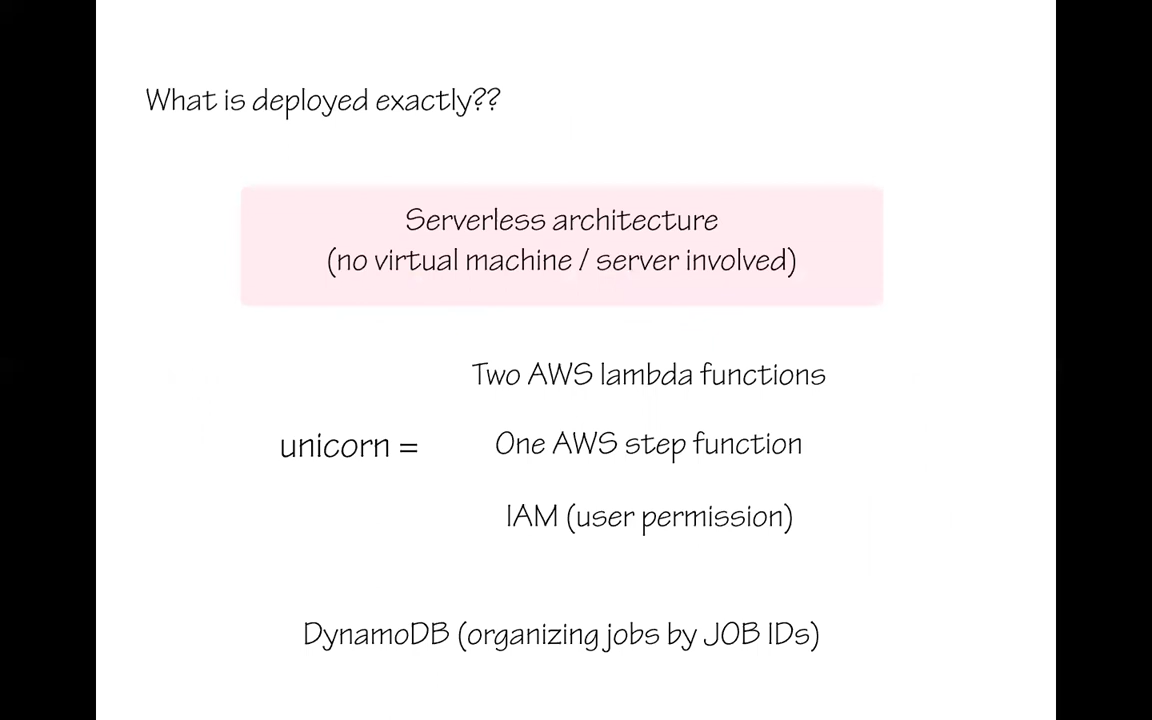 What is deployed exactly??
Serverless architecture
(no virtual machine / server involved)
Two AWS lambda functions
unicorn =
One AWS step function
IAM (user permission)
DynamoDB (organizing jobs by JOB IDs)